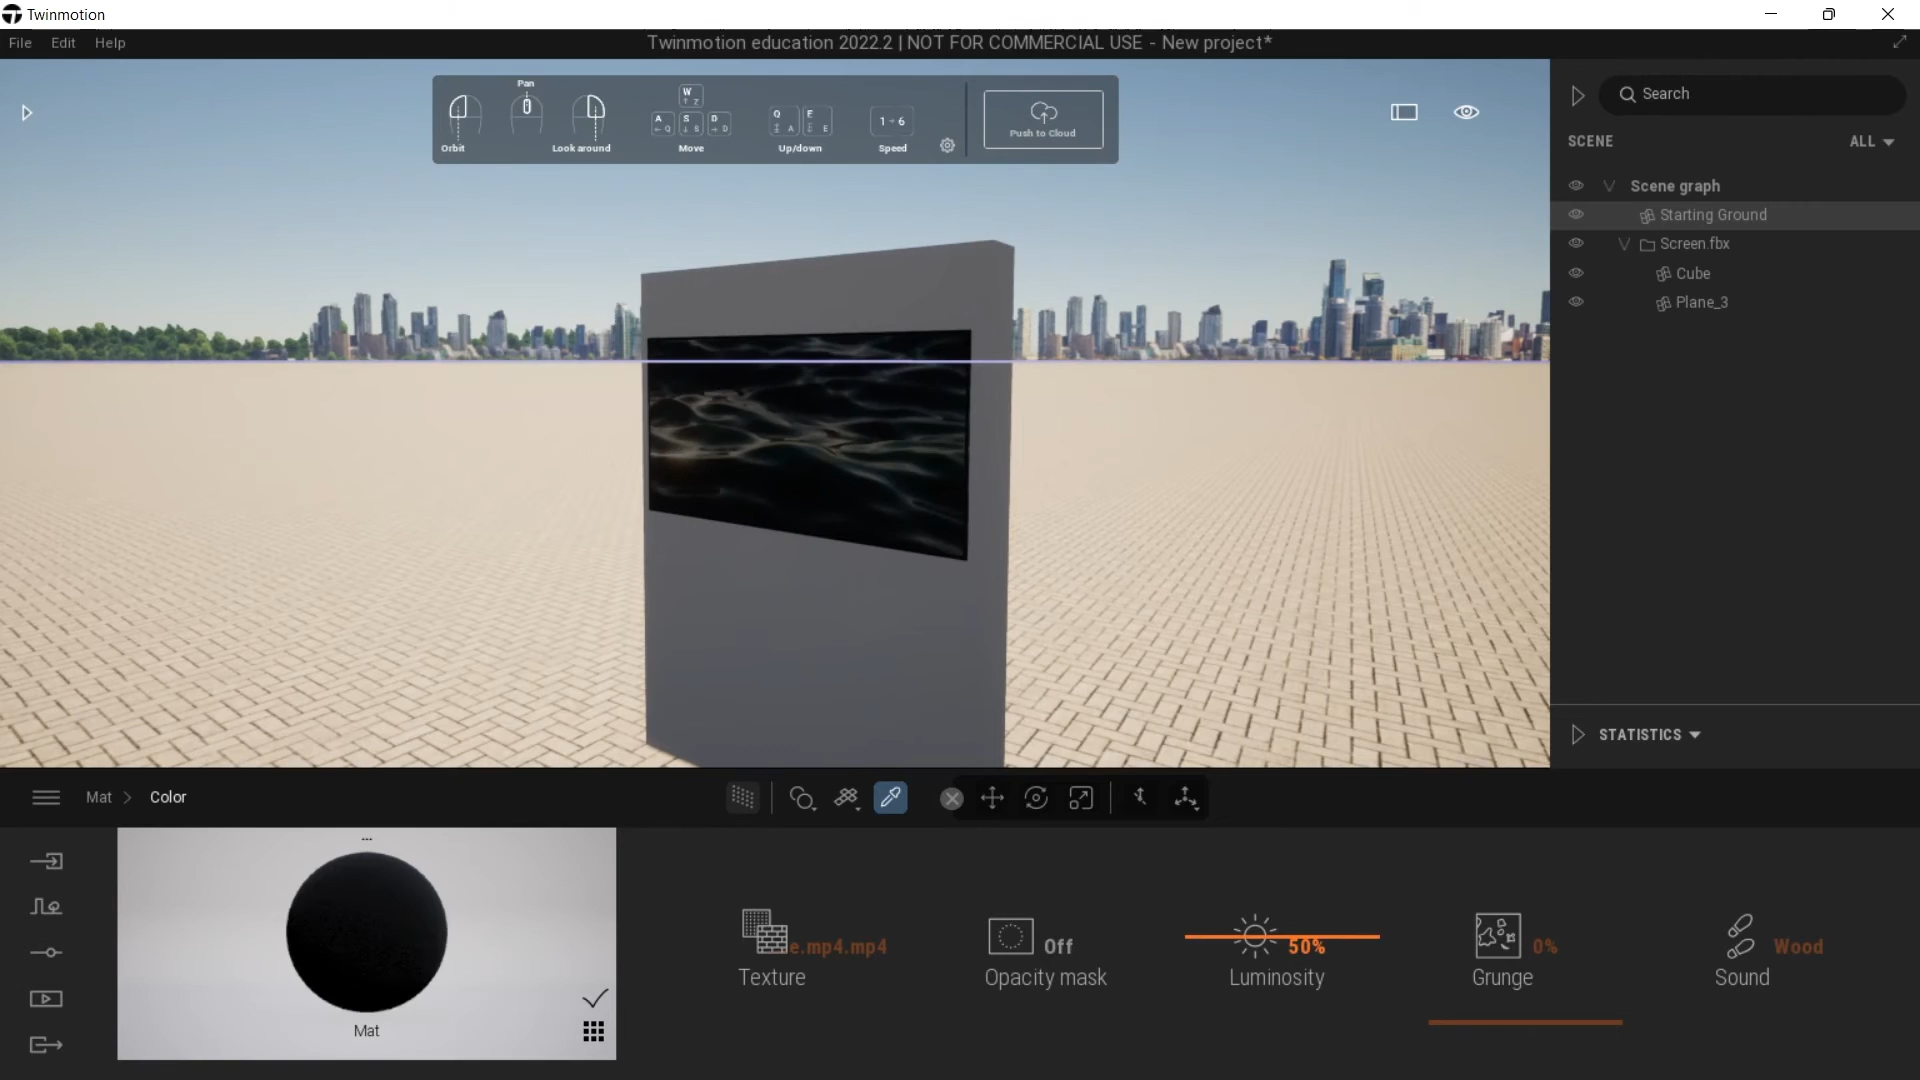 Twinmotion
File Edit Help
Twinmotion education 2022.2 | NOT FOR COMMERCIAL USE - New project*
Pan
W
Z
A
Q
S
S
D
D
Q
A
E
E
1 - 6
Orbit
Look around
Move
Up/down
Speed
Push to Cloud
Search
SCENE
ALL
Scene graph
Starting Ground
Screen.fbx
Cube
Plane_3
STATISTICS
Mat > Color
...
Mat
e.mp4.mp4
Texture
Off
Opacity mask
50%
Luminosity
0%
Grunge
Wood
Sound